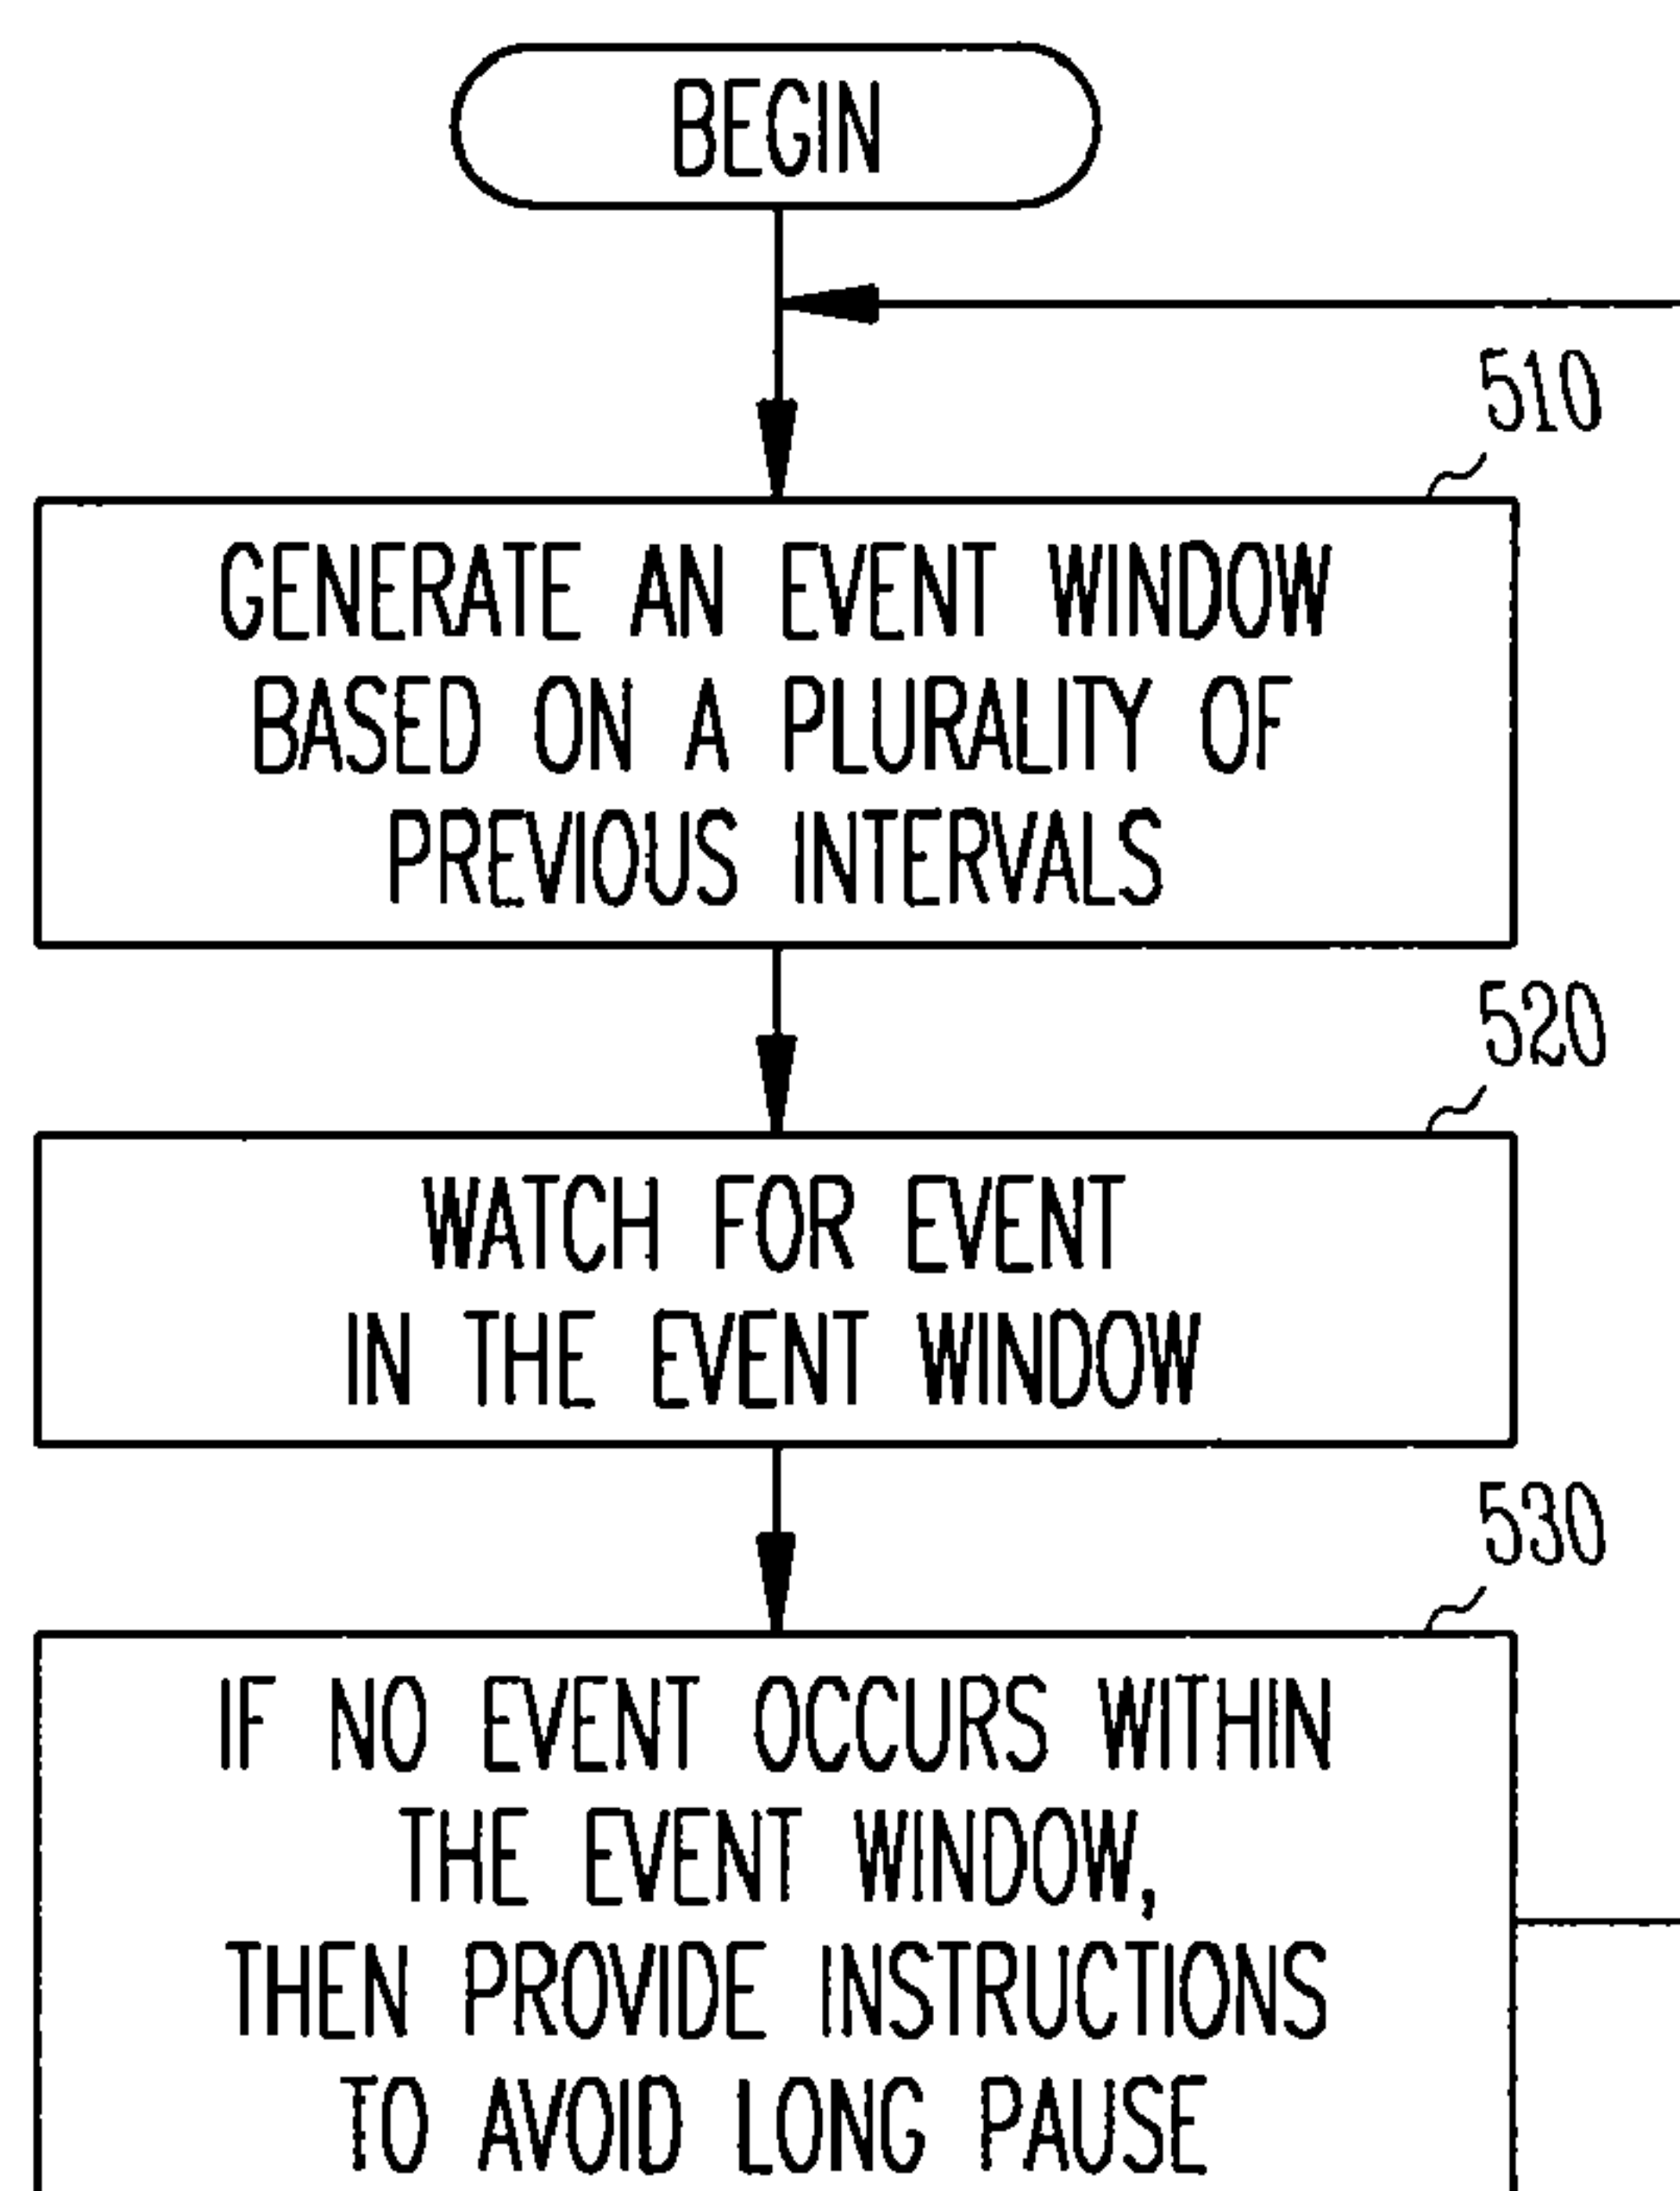 BEGIN
510
GENERATE AN EVENT WINDOW
BASED ON A PLURALITY OF
PREVIOUS INTERVALS
520
WATCH FOR EVENT
IN THE EVENT WINDOW
530
IF NO EVENT OCCURS WITHIN
THE EVENT WINDOW,
THEN PROVIDE INSTRUCTIONS
TO AVOID LONG PAUSE